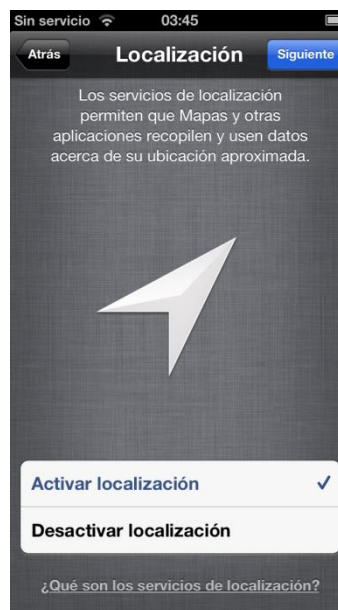 Sin servicio 03:45
Atrás Localización Siguiente
Los servicios de localización
permiten que Mapas y otras
aplicaciones recopilen y usen datos
acerca de su ubicación aproximada.
Activar localización
Desactivar localización
¿Qué son los servicios de localización?